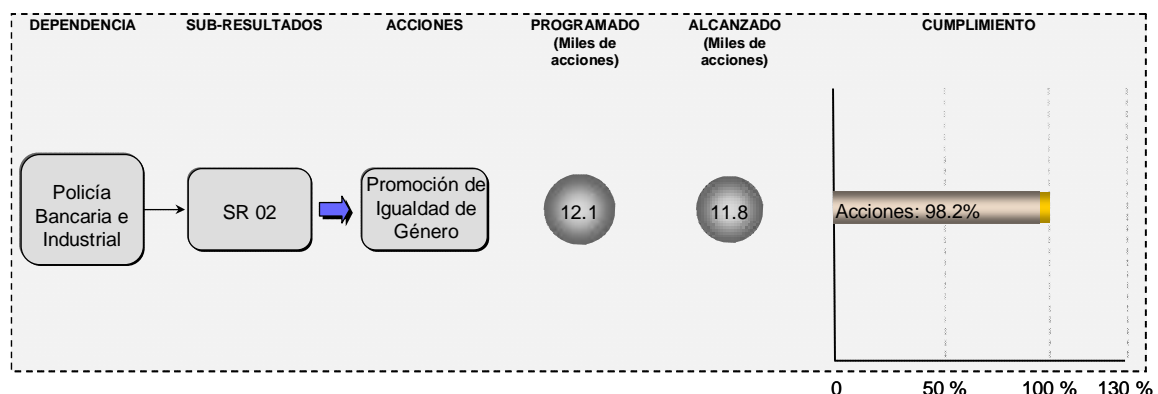 DEPENDENCIA SUB-RESULTADOS ACCIONES PROGRAMADO ALCANZADO CUMPLIMIENTO
(Miles de (Miles de
acciones) acciones)
Policía
Bancaria e
Industrial
SR 02
Promoción de
Igualdad de
Género
12.1
11.8
Acciones: 98.2%
0 50 % 100 % 130 %